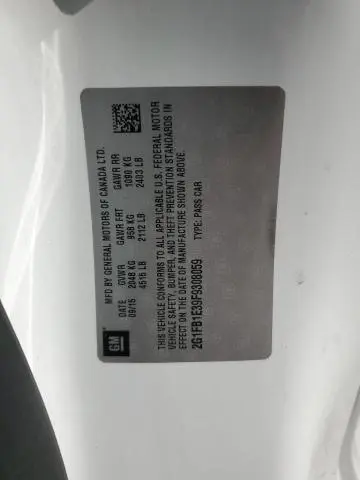 MFD BY GENERAL MOTORS OF CANADA LTD.
DATE GVWR GAWR FRT GAWR RR
09/15 2048 KG 958 KG 1090 KG
4516 LB 2112 LB 2403 LB
THIS VEHICLE CONFORMS TO ALL APPLICABLE U.S. FEDERAL MOTOR
VEHICLE SAFETY, BUMPER, AND THEFT PREVENTION STANDARDS IN
EFFECT ON THE DATE OF MANUFACTURE SHOWN ABOVE.
2G1FB1E39F9308059 TYPE: PASS CAR
GM